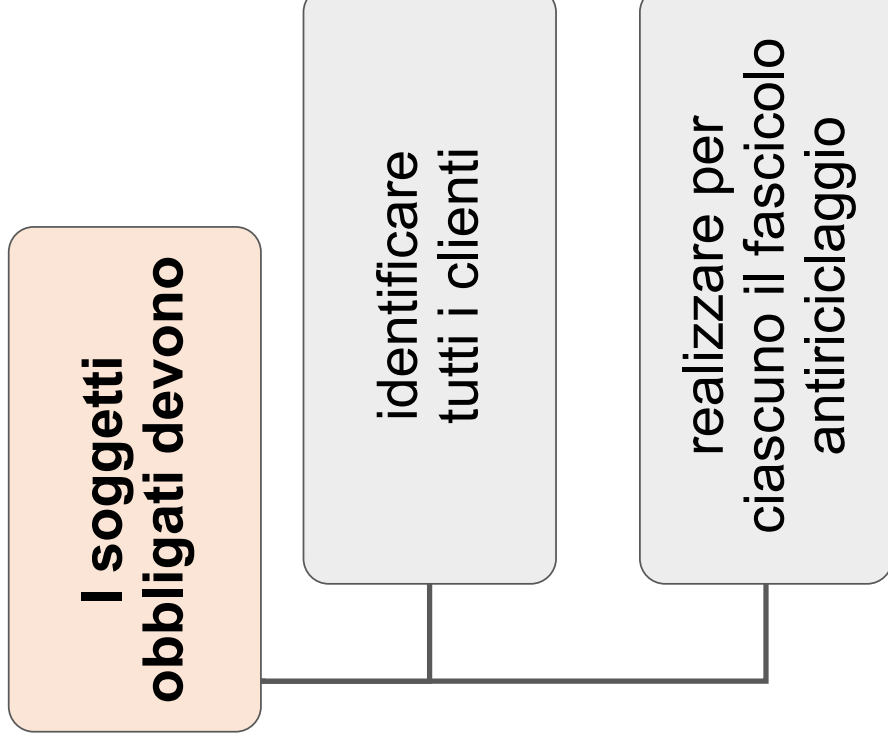 I soggetti
obbligati devono
identificare
tutti i clienti
realizzare per
ciascuno il fascicolo
antiriciclaggio